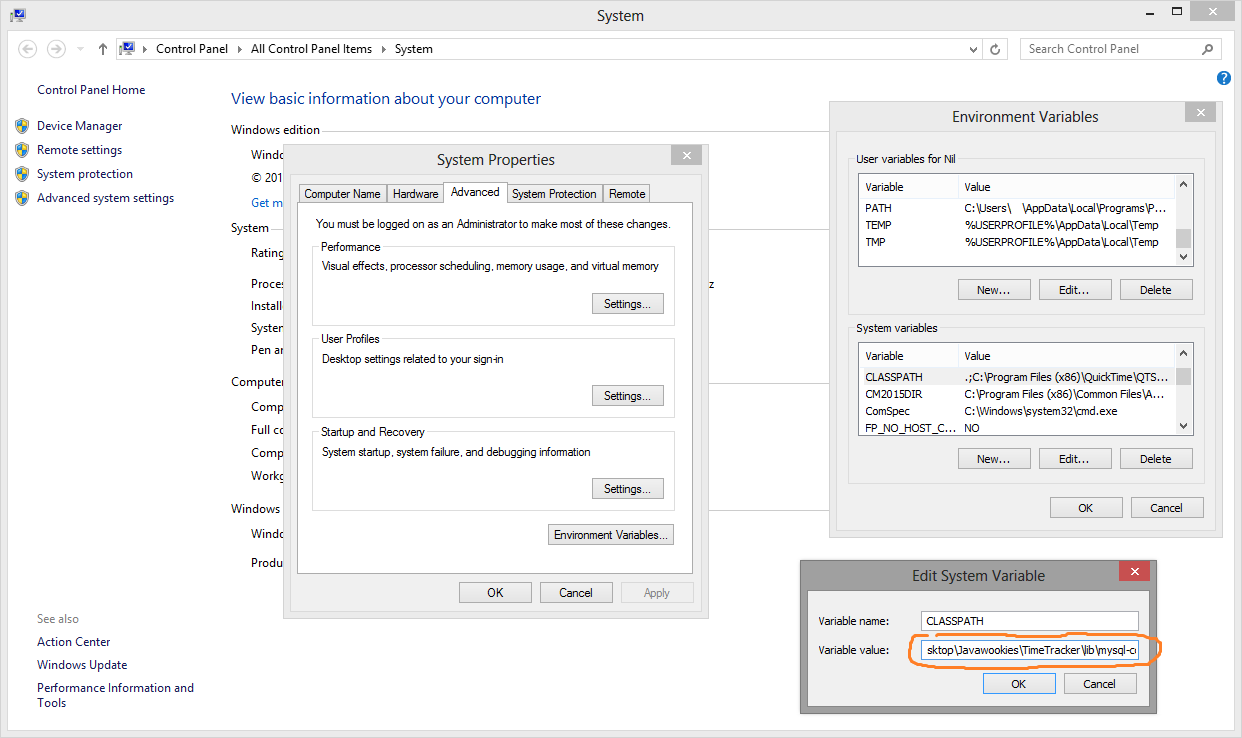 System
Control Panel
All Control Panel Items
System
Search Control Panel
Control Panel Home
Device Manager
Remote settings
System protection
Advanced system settings
See also
Action Center
Windows Update
Performance Information and
Tools
View basic information about your computer
Windows edition
© 201
Get m
System
Rating
Proces
Install
System
Pen ar
Computer
Comp
Full co
Comp
Workg
Windows
Windo
Produ
z
System Properties
Computer Name
Hardware
Advanced
System Protection
Remote
You must be logged on as an Administrator to make most of these changes.
Performance
Visual effects, processor scheduling, memory usage, and virtual memory
Settings...
User Profiles
Desktop settings related to your sign-in
Settings...
Startup and Recovery
System startup, system failure, and debugging information
Settings...
Environment Variables...
OK
Cancel
Apply
Environment Variables
User variables for Nil
Variable Value
PATH C:\Users\ \AppData\Local\Programs\P...
TEMP %USERPROFILE%\AppData\Local\Temp
TMP %USERPROFILE%\AppData\Local\Temp
New...
Edit...
Delete
System variables
Variable Value
CLASSPATH .;C:\Program Files (x86)\QuickTime\QTS...
CM2015DIR C:\Program Files (x86)\Common Files\A...
ComSpec C:\Windows\system32\cmd.exe
FP_NO_HOST_C... NO
New...
Edit...
Delete
OK
Cancel
Edit System Variable
Variable name: CLASSPATH
Variable value: sktop\Javawookies\TimeTracker\lib\mysql-c
OK
Cancel